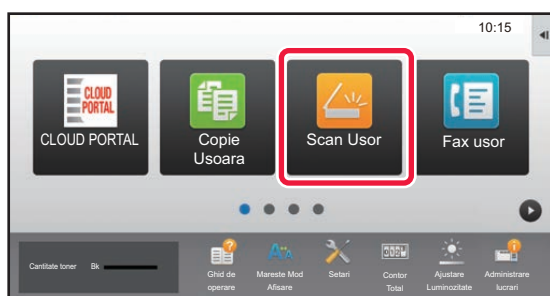 10:15
CLOUD
PORTAL
CLOUD PORTAL
Copie
Usoara
Scan Usor
Fax usor
Cantitate toner Bk
Ghid de
operare
Mareste Mod
Afisare
Setari
Contor
Total
Ajustare
Luminozitate
Administrare
lucrari